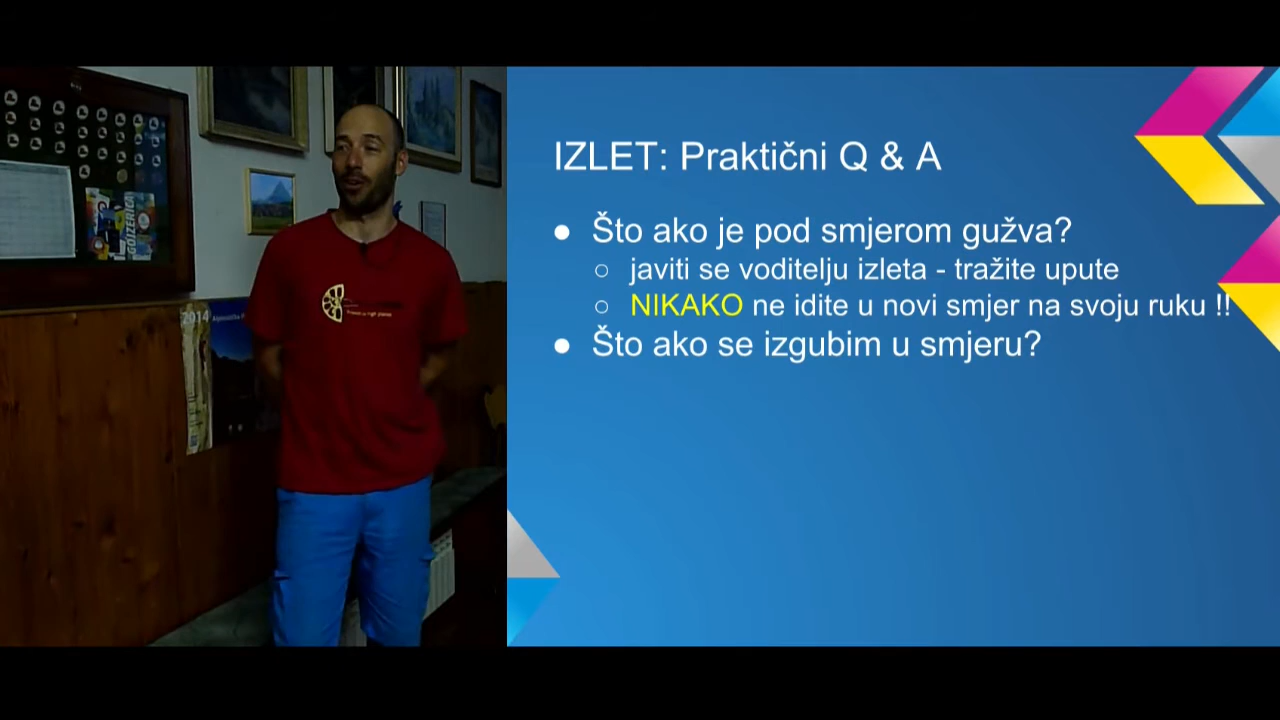 IZLET: Praktični Q & A
● Što ako je pod smjerom gužva?
○ javiti se voditelju izleta - tražite upute
○ NIKAKO ne idite u novi smjer na svoju ruku !!
● Što ako se izgubim u smjeru?
GOJZERICA
2014